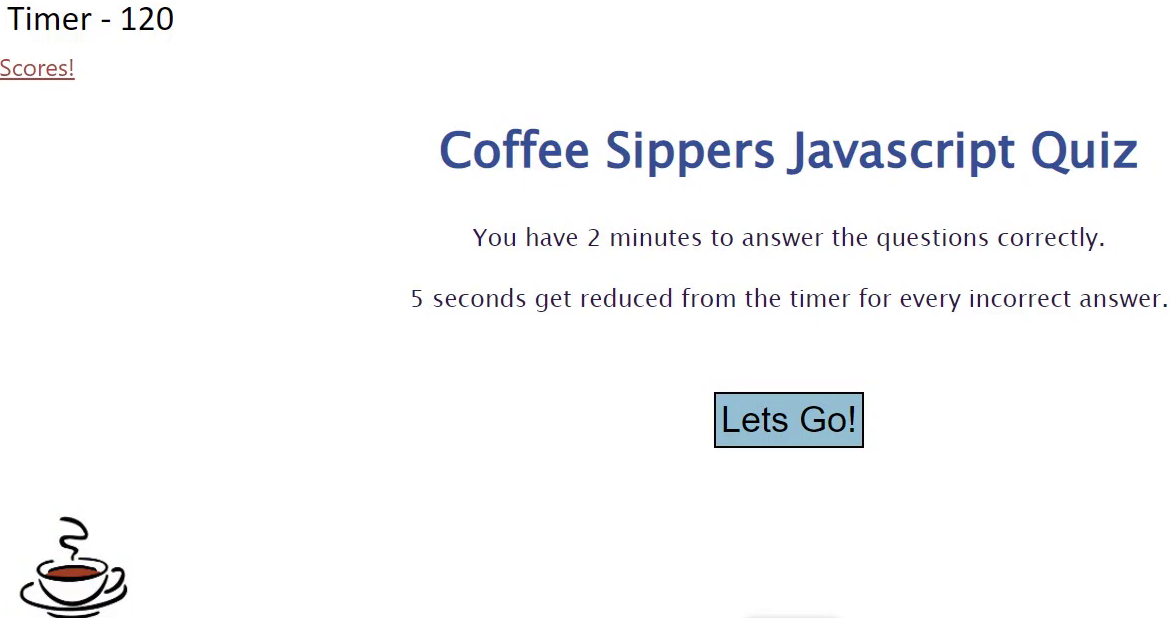 Timer - 120
Scores!
Coffee Sippers Javascript Quiz
You have 2 minutes to answer the questions correctly.
5 seconds get reduced from the timer for every incorrect answer.
Lets Go!